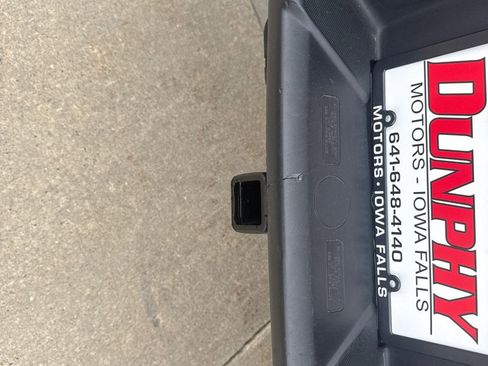 DUNPHY
MOTORS - IOWA FALLS
641-648-4140
MOTORS · IOWA FALLS